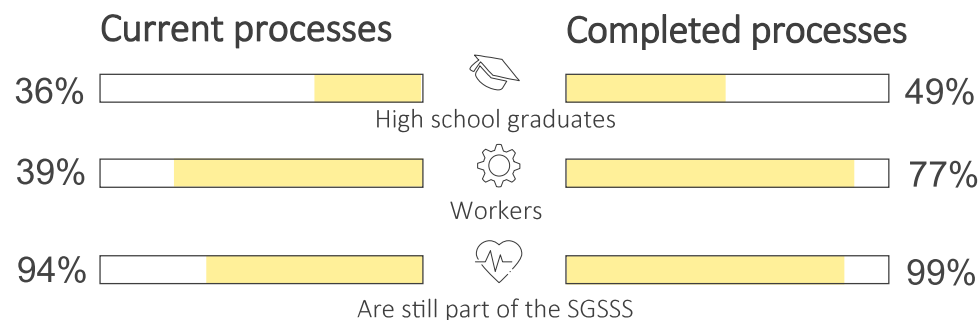 Current processes
Completed processes
36%
49%
High school graduates
39%
77%
Workers
94%
99%
Are still part of the SGSSS